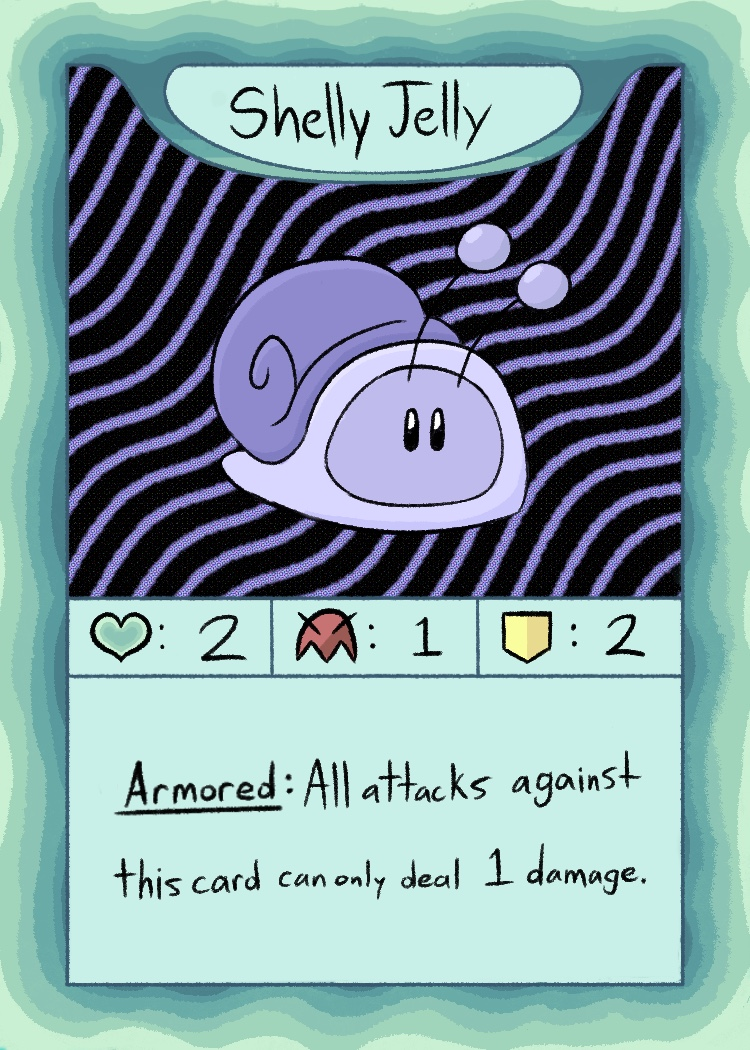 Shelly Jelly
: 2 : 1 : 2
Armored: All attacks against
this card can only deal 1 damage.